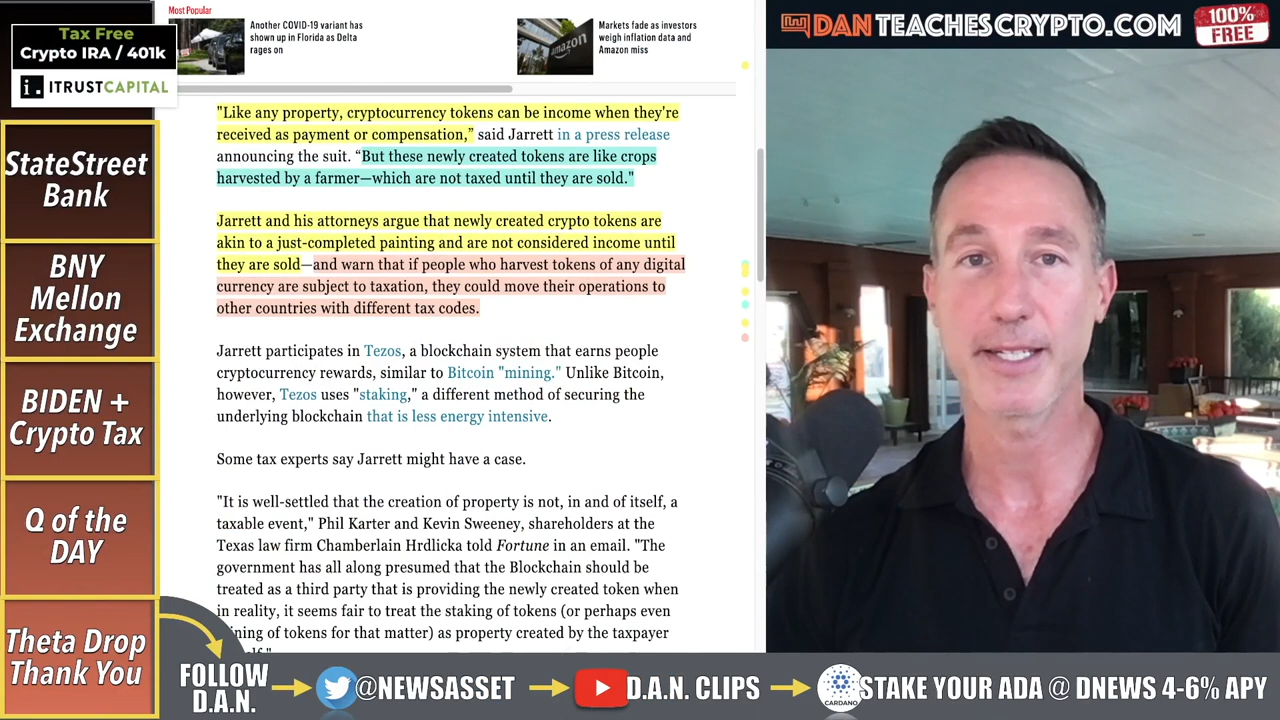 Most Popular
Another COVID-19 variant has
shown up in Florida as Delta
rages on
amazon
Markets fade as investors
weigh inflation data and
Amazon miss
DANTEACHESCRYPTO.COM
100%
FREE
Tax Free
Crypto IRA / 401k
ITRUSTCAPITAL
StateStreet
Bank
BNY
Mellon
Exchange
BIDEN +
Crypto Tax
Q of the
DAY
Theta Drop
Thank You
"Like any property, cryptocurrency tokens can be income when they're
received as payment or compensation," said Jarrett in a press release
announcing the suit. “But these newly created tokens are like crops
harvested by a farmer—which are not taxed until they are sold."
Jarrett and his attorneys argue that newly created crypto tokens are
akin to a just-completed painting and are not considered income until
they are sold—and warn that if people who harvest tokens of any digital
currency are subject to taxation, they could move their operations to
other countries with different tax codes.
Jarrett participates in Tezos, a blockchain system that earns people
cryptocurrency rewards, similar to Bitcoin "mining." Unlike Bitcoin,
however, Tezos uses "staking," a different method of securing the
underlying blockchain that is less energy intensive.
Some tax experts say Jarrett might have a case.
"It is well-settled that the creation of property is not, in and of itself, a
taxable event," Phil Karter and Kevin Sweeney, shareholders at the
Texas law firm Chamberlain Hrdlicka told Fortune in an email. "The
government has all along presumed that the Blockchain should be
treated as a third party that is providing the newly created token when
in reality, it seems fair to treat the staking of tokens (or perhaps even
of tokens for that matter) as property created by the taxpayer
FOLLOW
D.A.N.
@NEWSASSET
D.A.N. CLIPS
CARDANO
STAKE YOUR ADA @ DNEWS 4-6% APY